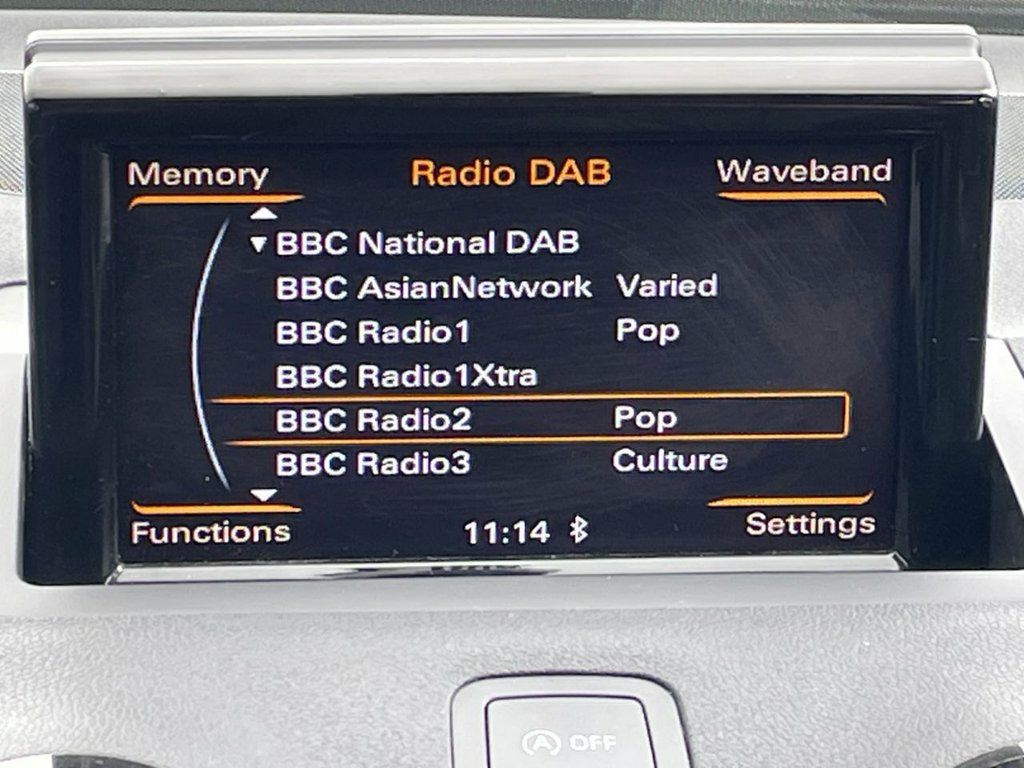 Memory Radio DAB Waveband
BBC National DAB
BBC AsianNetwork Varied
BBC Radio1 Pop
BBC Radio1Xtra
BBC Radio2 Pop
BBC Radio3 Culture
Functions 11:14 Settings
A OFF